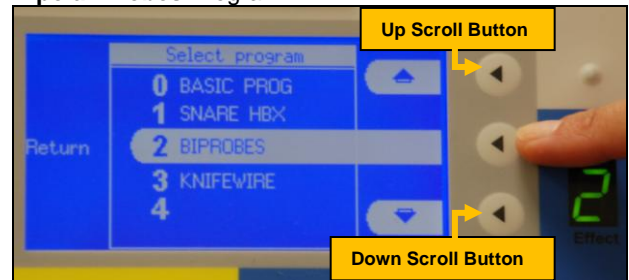 Up Scroll Button
Select program
0 BASIC PROG
1 SNARE HBX
Return
2 BIPROBES
3 KNIFEWIRE
4
2
Effect
Down Scroll Button